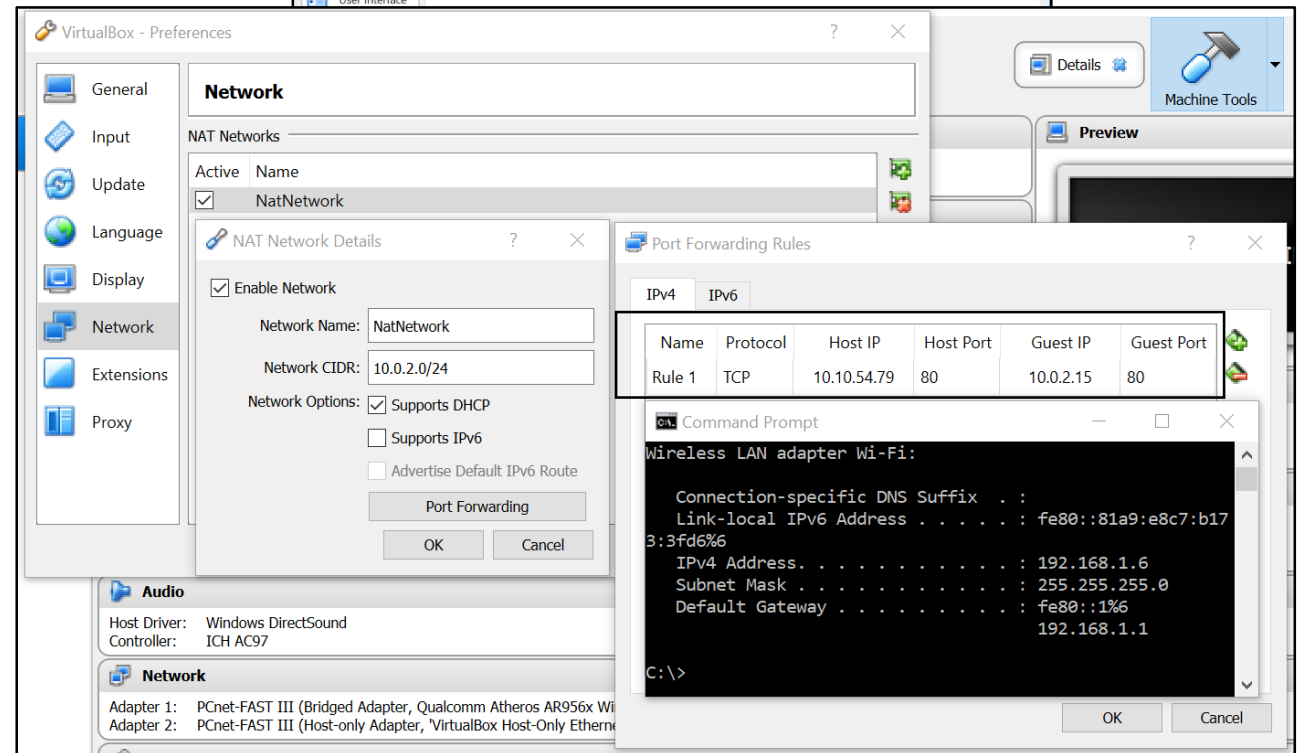 User Interface
VirtualBox - Preferences ? ×
General
Input
Update
Language
Display
Network
Extensions
Proxy
Network
NAT Networks
Active Name
NatNetwork
NAT Network Details ? ×
Enable Network
Network Name: NatNetwork
Network CIDR: 10.0.2.0/24
Network Options: Supports DHCP
Supports IPv6
Advertise Default IPv6 Route
Port Forwarding
OK Cancel
Details
Machine Tools
Preview
Port Forwarding Rules ? ×
IPv4 IPv6
Name Protocol Host IP Host Port Guest IP Guest Port
Rule 1 TCP 10.10.54.79 80 10.0.2.15 80
Command Prompt
Wireless LAN adapter Wi-Fi:
Connection-specific DNS Suffix . :
Link-local IPv6 Address . . . . . : fe80::81a9:e8c7:b17
3:3fd6%6
IPv4 Address. . . . . . . . . . . : 192.168.1.6
Subnet Mask . . . . . . . . . . . : 255.255.255.0
Default Gateway . . . . . . . . . : fe80::1%6
192.168.1.1
C:\>
OK Cancel
Audio
Host Driver: Windows DirectSound
Controller: ICH AC97
Network
Adapter 1: PCnet-FAST III (Bridged Adapter, Qualcomm Atheros AR956x Wi
Adapter 2: PCnet-FAST III (Host-only Adapter, 'VirtualBox Host-Only Etherne